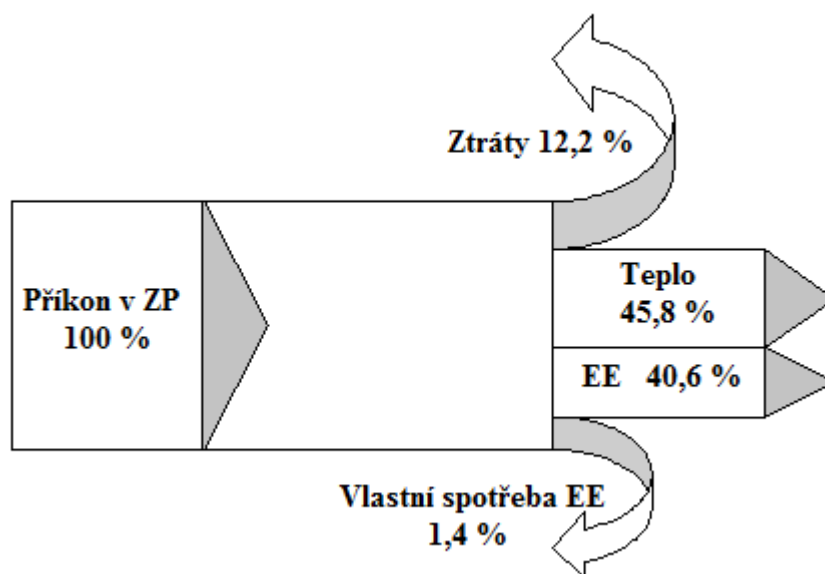 Ztráty 12,2 %
Příkon v ZP
100 %
Teplo
45,8 %
EE 40,6 %
Vlastní spotřeba EE
1,4 %